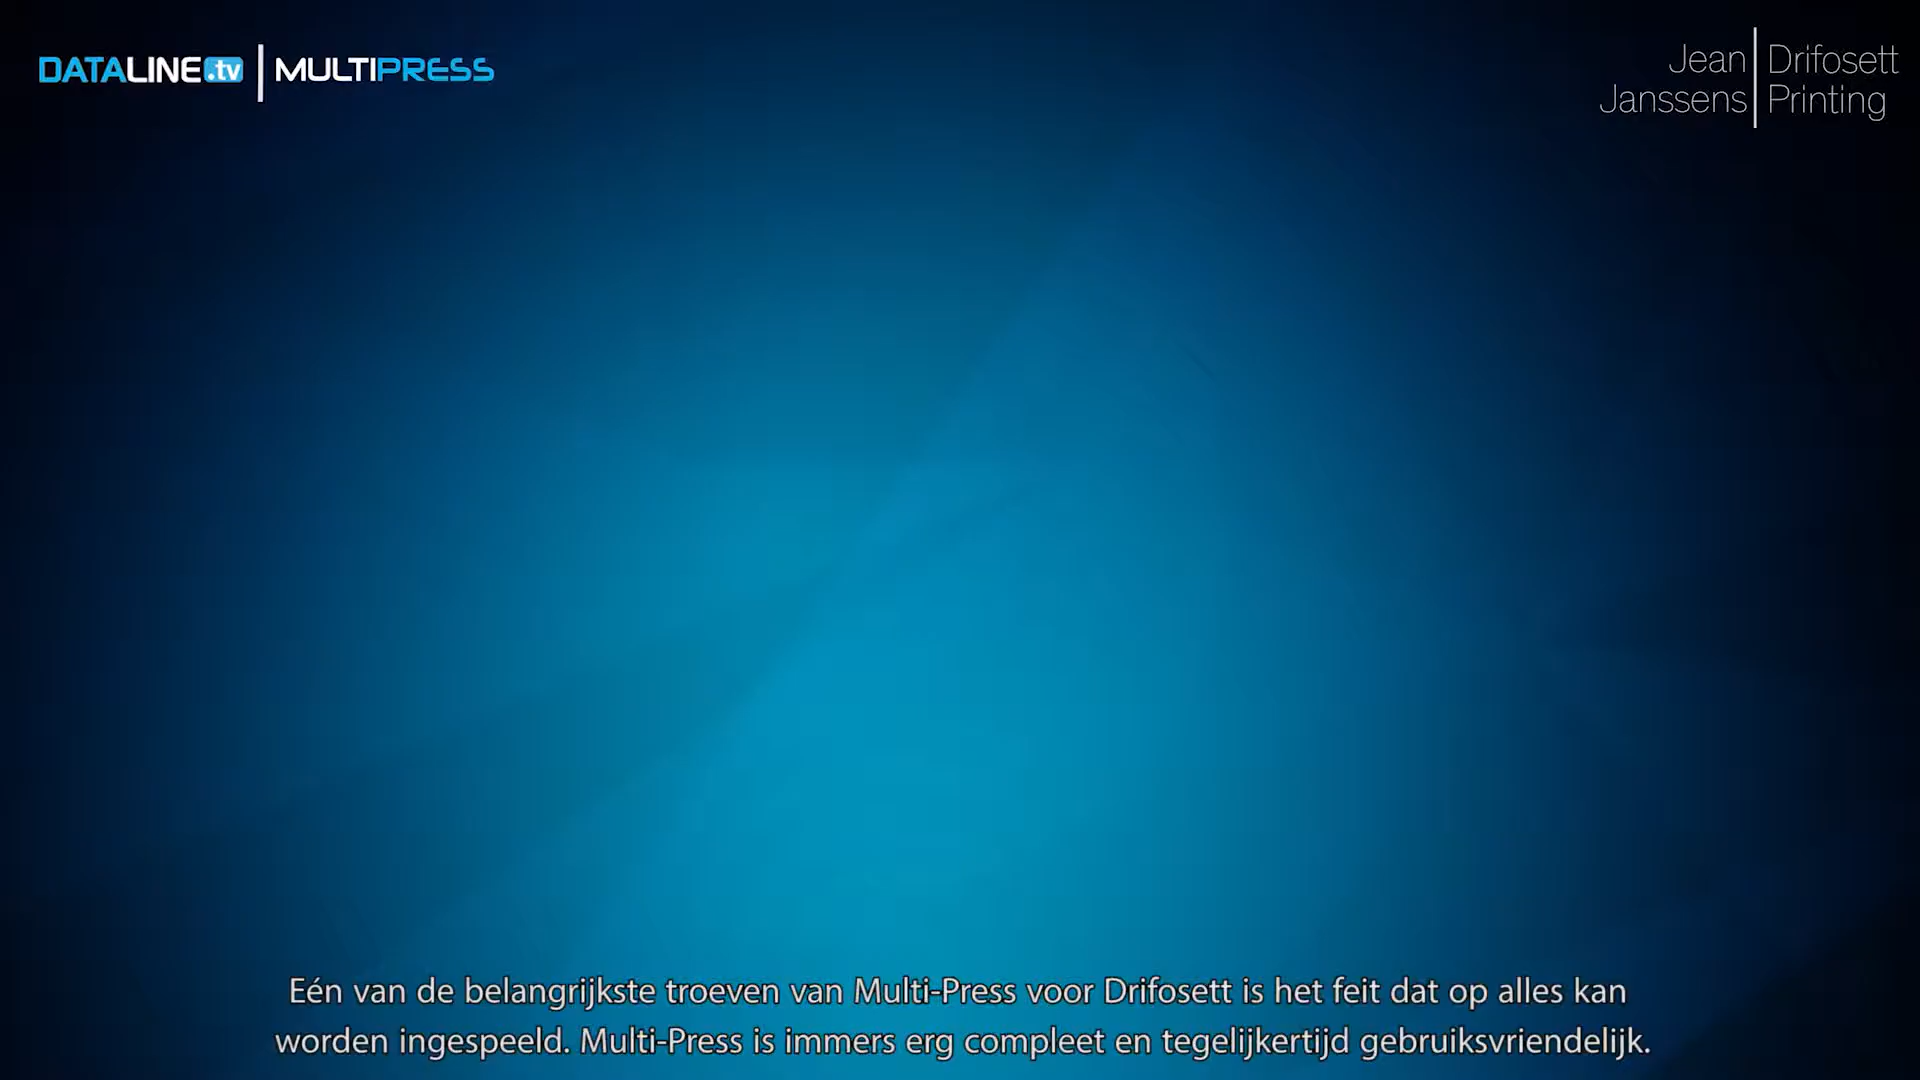 DATALINE.tv | MULTIPRESS
Jean | Drifosett
Janssens | Printing
Eén van de belangrijkste troeven van Multi-Press voor Drifosett is het feit dat op alles kan
worden ingespeeld. Multi-Press is immers erg compleet en tegelijkertijd gebruiksvriendelijk.